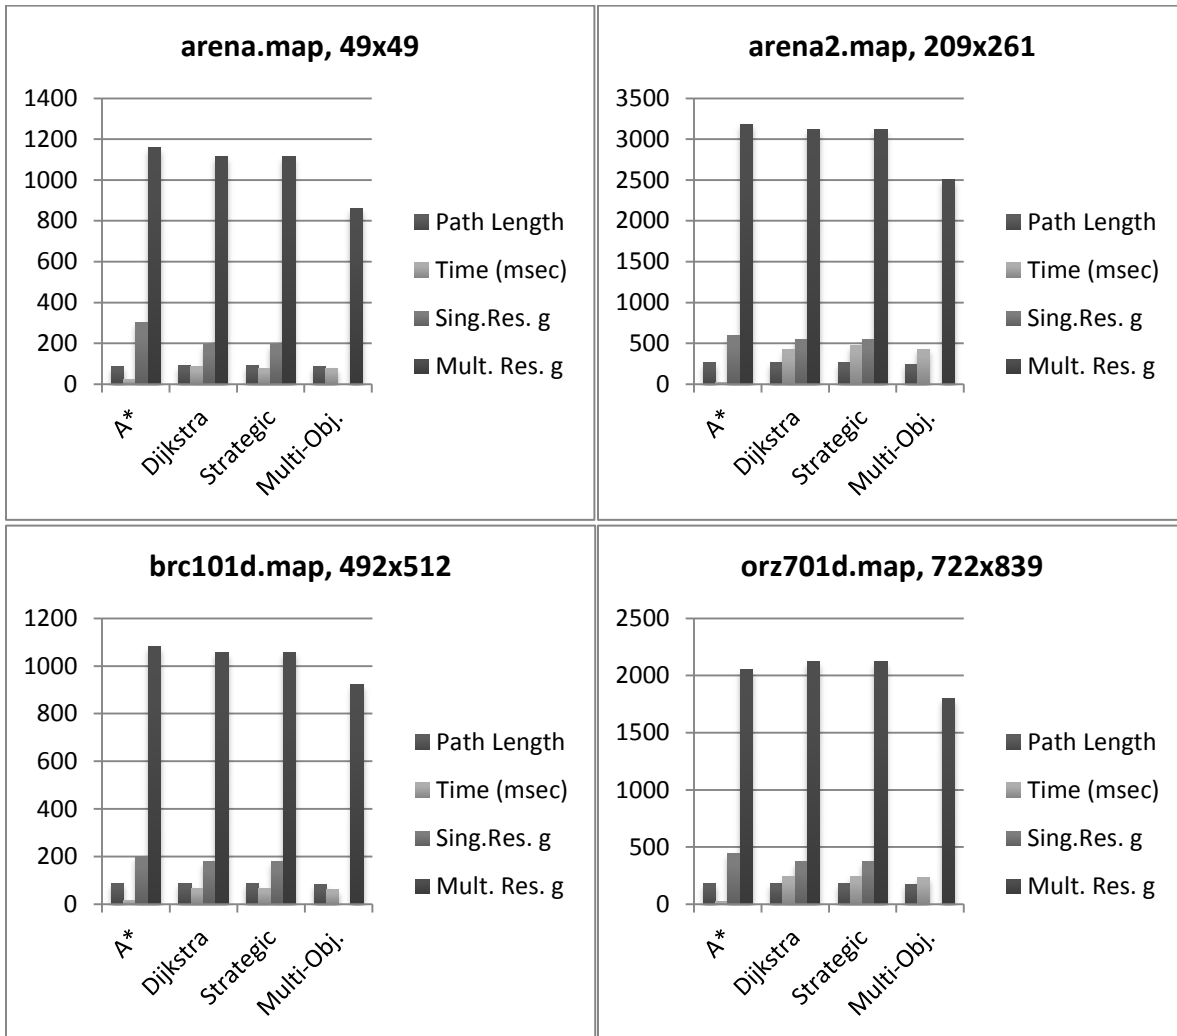 arena.map, 49x49
1400
1200
1000
800
600
400
200
0
A*
Dijkstra
Strategic
Multi-Obj.
Path Length
Time (msec)
Sing.Res. g
Mult. Res. g
arena2.map, 209x261
3500
3000
2500
2000
1500
1000
500
0
A*
Dijkstra
Strategic
Multi-Obj.
Path Length
Time (msec)
Sing.Res. g
Mult. Res. g
brc101d.map, 492x512
1200
1000
800
600
400
200
0
A*
Dijkstra
Strategic
Multi-Obj.
Path Length
Time (msec)
Sing.Res. g
Mult. Res. g
orz701d.map, 722x839
2500
2000
1500
1000
500
0
A*
Dijkstra
Strategic
Multi-Obj.
Path Length
Time (msec)
Sing.Res. g
Mult. Res. g